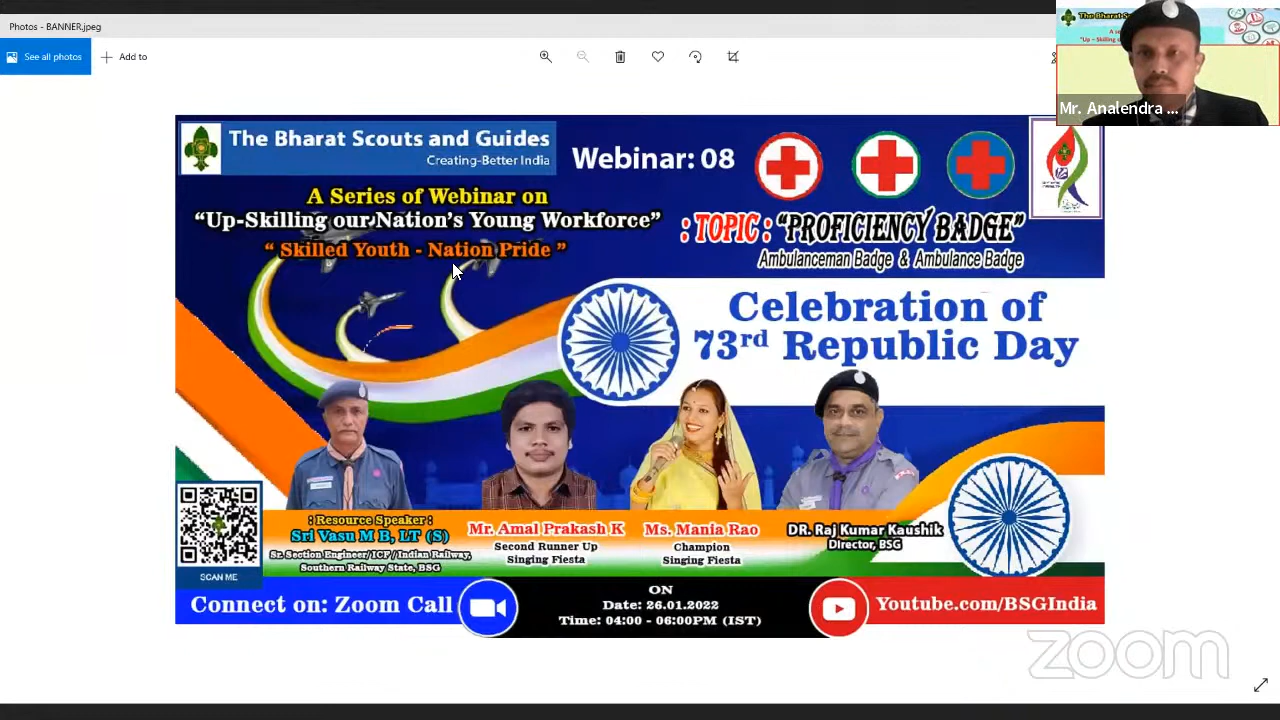 Photos - BANNER.jpeg
See all photos
Add to
Mr. Analendra ...
The Bharat Scouts and Guides
Creating-Better India
Webinar: 08
A Series of Webinar on
“Up-Skilling our Nation’s Young Workforce”
“ Skilled Youth - Nation Pride ”
: TOPIC : “PROFICIENCY BADGE”
Ambulanceman Badge & Ambulance Badge
Celebration of
73rd Republic Day
: Resource Speaker :
Sri Vasu M B, LT (S)
Sr. Section Engineer/ ICF / Indian Railway,
Southern Railway State, BSG
Mr. Amal Prakash K
Second Runner Up
Singing Fiesta
Ms. Mania Rao
Champion
Singing Fiesta
DR. Raj Kumar Kaushik
Director, BSG
SCAN ME
Connect on: Zoom Call
ON
Date: 26.01.2022
Time: 04:00 - 06:00PM (IST)
Youtube.com/BSGIndia
zoom